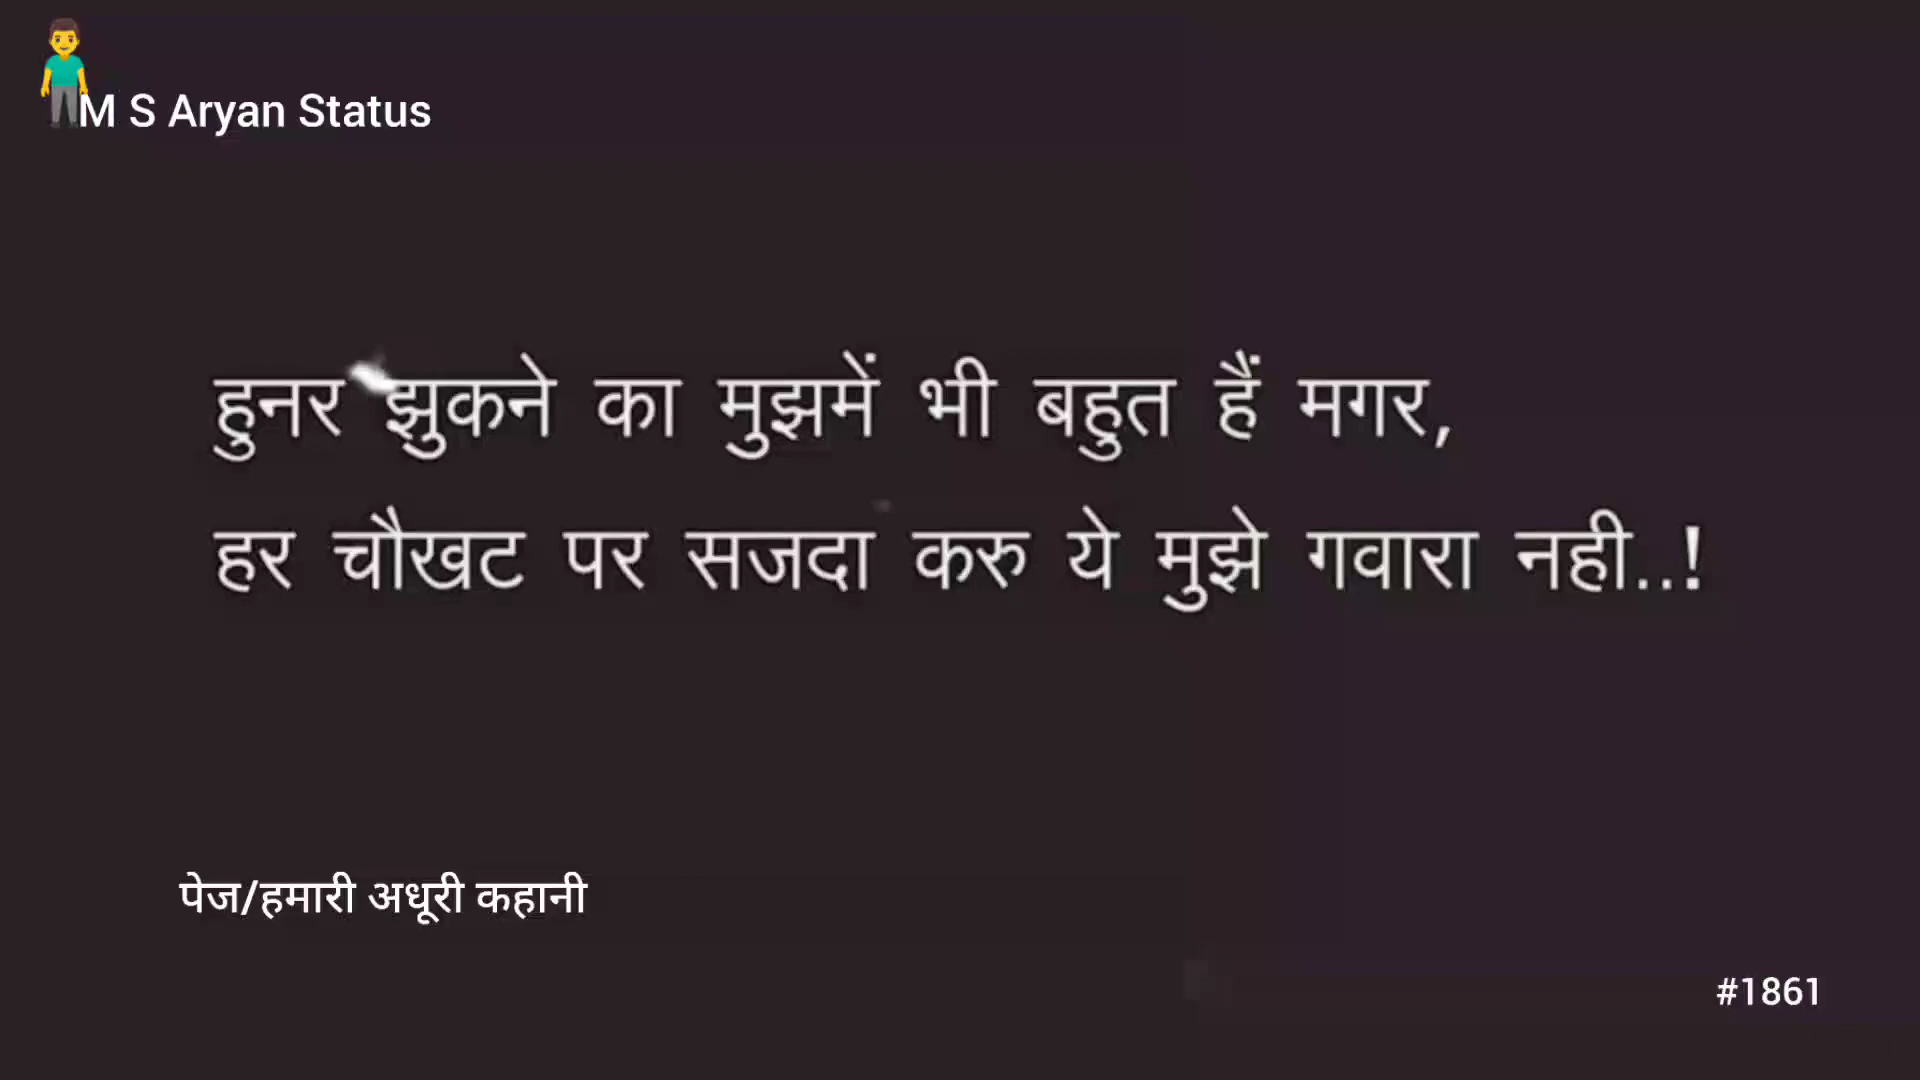 M S Aryan Status
हुनर झुकने का मुझमें भी बहुत हैं मगर,
हर चौखट पर सजदा करु ये मुझे गवारा नही..!
पेज/हमारी अधूरी कहानी
#1861